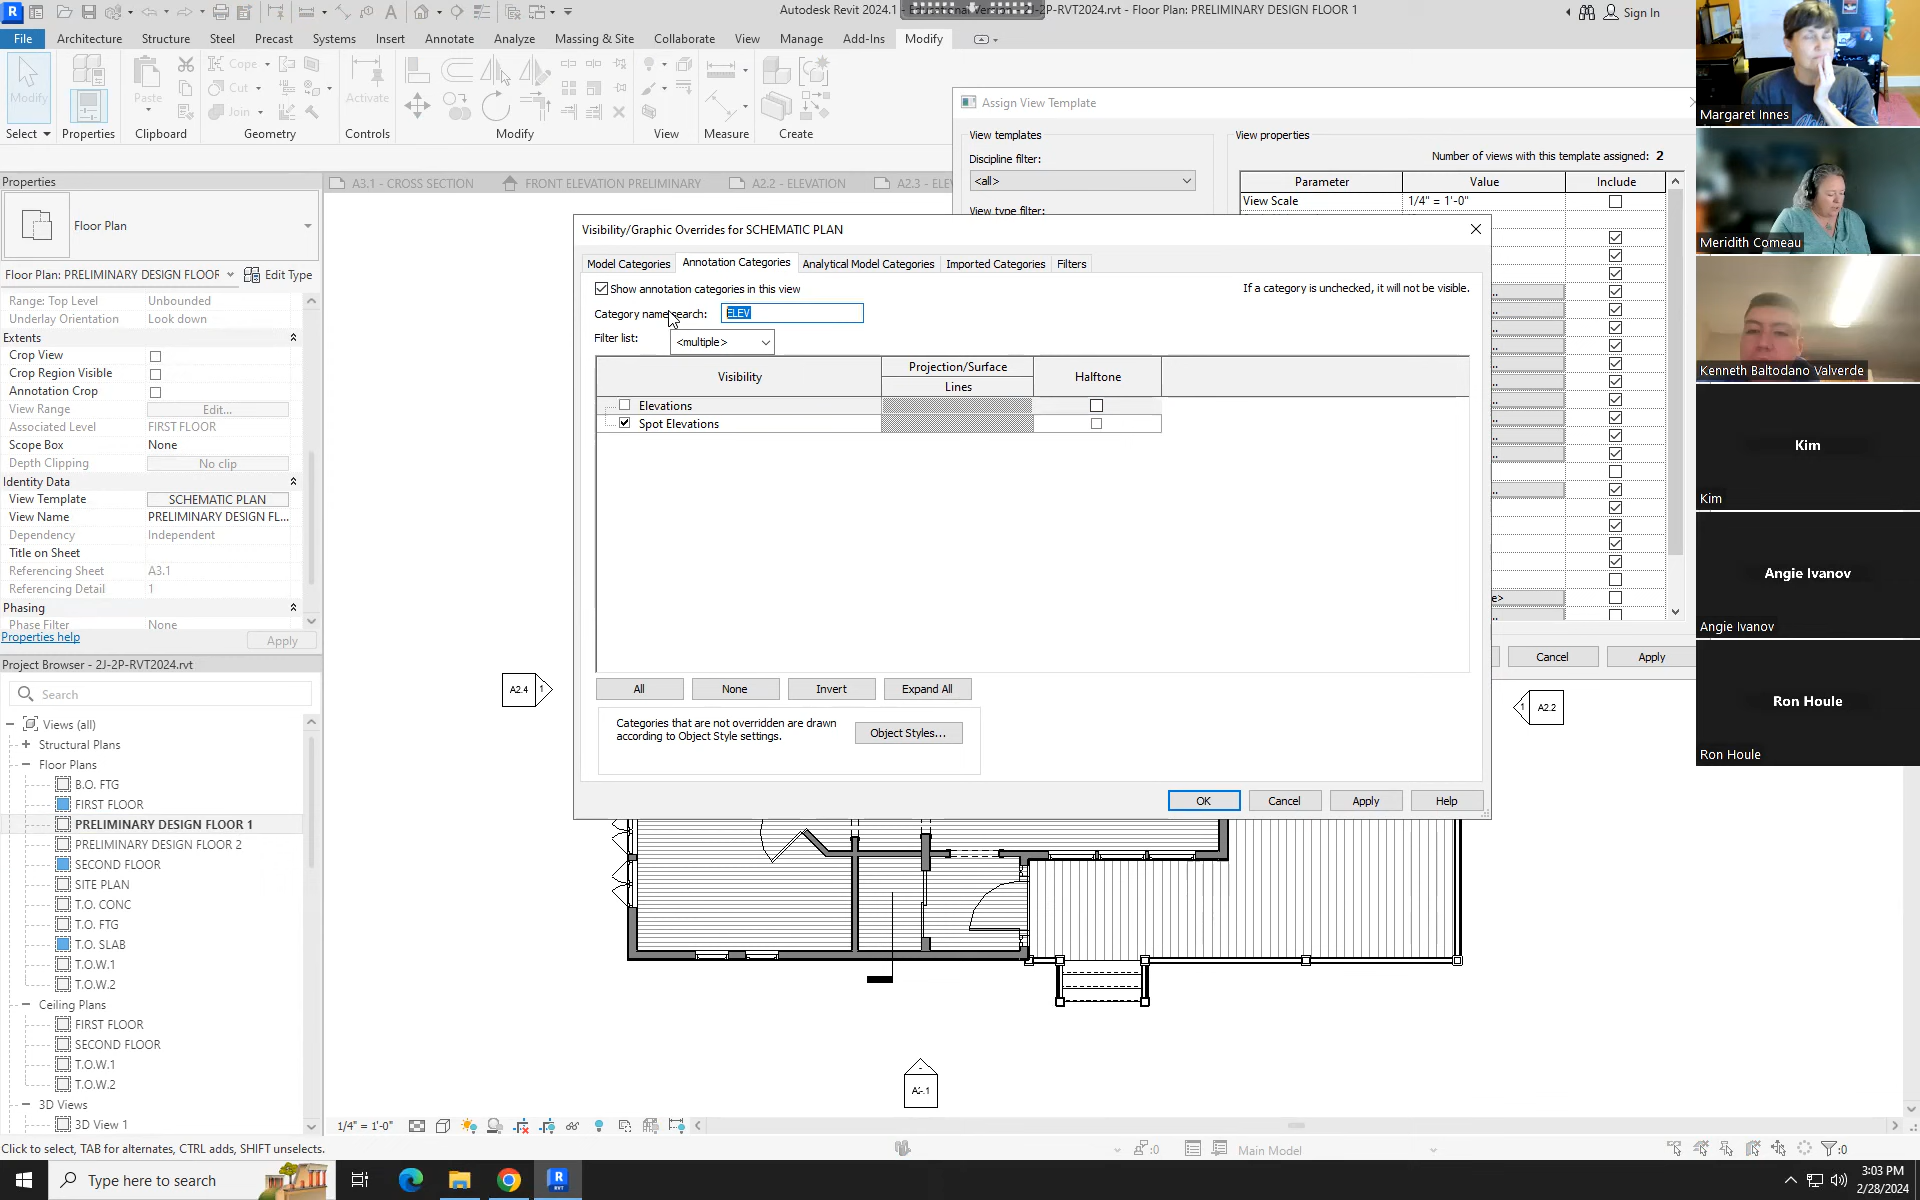 Autodesk Revit 2024.1 -
2J-2P-RVT2024.rvt - Floor Plan: PRELIMINARY DESIGN FLOOR 1
Sign In
File
Architecture
Structure
Steel
Precast
Systems
Insert
Annotate
Analyze
Massing & Site
Collaborate
View
Manage
Add-Ins
Modify
Modify
Paste
Cope
Cut
Join
Activate
Select
Properties
Clipboard
Geometry
Controls
Modify
View
Measure
Create
Properties
A3.1 - CROSS SECTION
FRONT ELEVATION PRELIMINARY
A2.2 - ELEVATION
A2.3 - ELE
Floor Plan
Floor Plan: PRELIMINARY DESIGN FLOOR
Edit Type
Range: Top Level Unbounded
Underlay Orientation Look down
Extents
Crop View
Crop Region Visible
Annotation Crop
View Range Edit...
Associated Level FIRST FLOOR
Scope Box None
Depth Clipping No clip
Identity Data
View Template SCHEMATIC PLAN
View Name PRELIMINARY DESIGN FL...
Dependency Independent
Title on Sheet
Referencing Sheet A3.1
Referencing Detail 1
Phasing
Phase Filter None
Properties help
Apply
Project Browser - 2J-2P-RVT2024.rvt
Search
Views (all)
Structural Plans
Floor Plans
B.O. FTG
FIRST FLOOR
PRELIMINARY DESIGN FLOOR 1
PRELIMINARY DESIGN FLOOR 2
SECOND FLOOR
SITE PLAN
T.O. CONC
T.O. FTG
T.O. SLAB
T.O.W.1
T.O.W.2
Ceiling Plans
FIRST FLOOR
SECOND FLOOR
T.O.W.1
T.O.W.2
3D Views
3D View 1
Assign View Template
View templates
Discipline filter:
<all>
View type filter:
View properties
Number of views with this template assigned: 2
Parameter Value Include
View Scale 1/4" = 1'-0"
Cancel
Apply
Visibility/Graphic Overrides for SCHEMATIC PLAN
Model Categories
Annotation Categories
Analytical Model Categories
Imported Categories
Filters
Show annotation categories in this view
If a category is unchecked, it will not be visible.
Category name search: ELEV
Filter list: <multiple>
Visibility
Projection/Surface
Lines
Halftone
Elevations
Spot Elevations
All
None
Invert
Expand All
Categories that are not overridden are drawn
according to Object Style settings.
Object Styles...
OK
Cancel
Apply
Help
A2.4 1
1 A2.2
1/4" = 1'-0"
Click to select, TAB for alternates, CTRL adds, SHIFT unselects.
:0
Main Model
:0
Type here to search
3:03 PM
2/28/2024
Margaret Innes
Meridith Comeau
Kenneth Baltodano Valverde
Kim
Kim
Angie Ivanov
Angie Ivanov
Ron Houle
Ron Houle